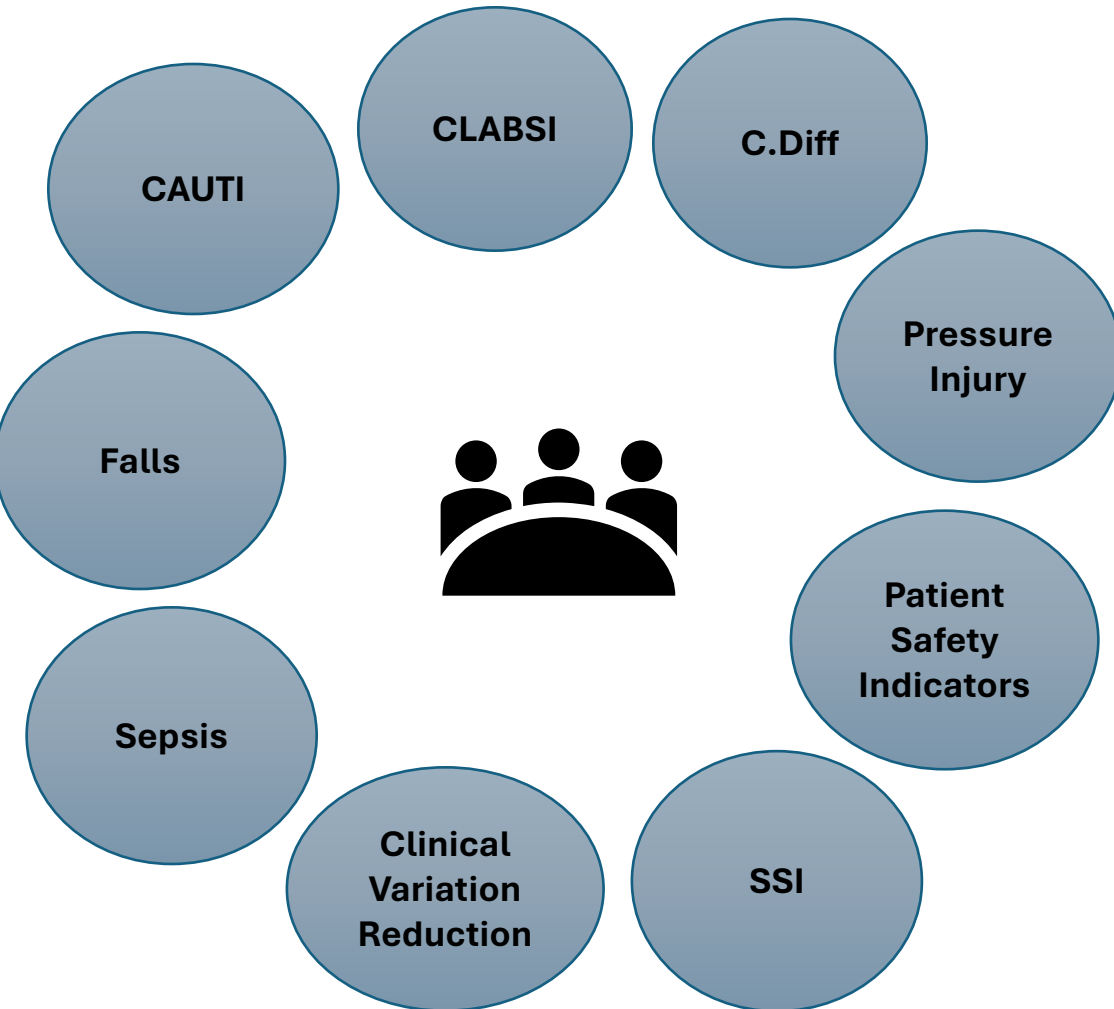 CLABSI
C.Diff
CAUTI
Pressure
Injury
Falls
Patient
Safety
Indicators
Sepsis
Clinical
Variation
Reduction
SSI